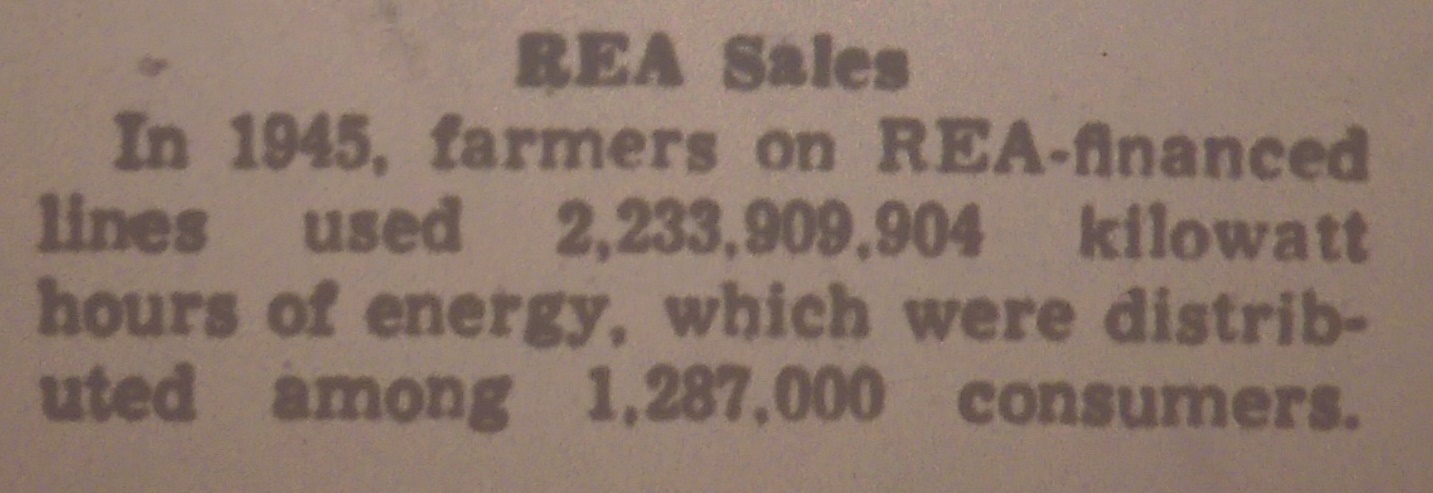 REA Sales
In 1945, farmers on REA-financed
lines used 2,233,909,904 kilowatt
hours of energy, which were distrib-
uted among 1,287,000 consumers.